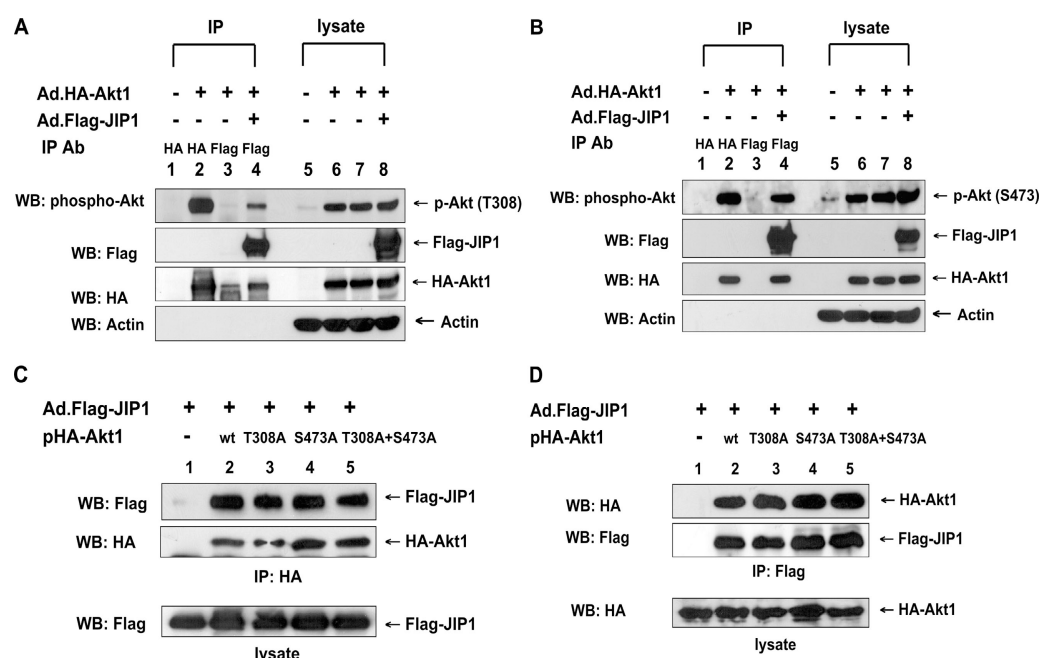 A
IP lysate
Ad.HA-Akt1 - + + + - + + +
Ad.Flag-JIP1 - - - + - - - +
IP Ab HA HA Flag Flag
1 2 3 4 5 6 7 8
WB: phospho-Akt ← p-Akt (T308)
WB: Flag ← Flag-JIP1
WB: HA ← HA-Akt1
WB: Actin ← Actin
B
IP lysate
Ad.HA-Akt1 - + + + - + + +
Ad.Flag-JIP1 - - - + - - - +
IP Ab HA HA Flag Flag
1 2 3 4 5 6 7 8
WB: phospho-Akt ← p-Akt (S473)
WB: Flag ← Flag-JIP1
WB: HA ← HA-Akt1
WB: Actin ← Actin
C
Ad.Flag-JIP1 + + + + +
pHA-Akt1 - wt T308A S473A T308A+S473A
1 2 3 4 5
WB: Flag ← Flag-JIP1
WB: HA ← HA-Akt1
IP: HA
WB: Flag ← Flag-JIP1
lysate
D
Ad.Flag-JIP1 + + + + +
pHA-Akt1 - wt T308A S473A T308A+S473A
1 2 3 4 5
WB: HA ← HA-Akt1
WB: Flag ← Flag-JIP1
IP: Flag
WB: HA ← HA-Akt1
lysate